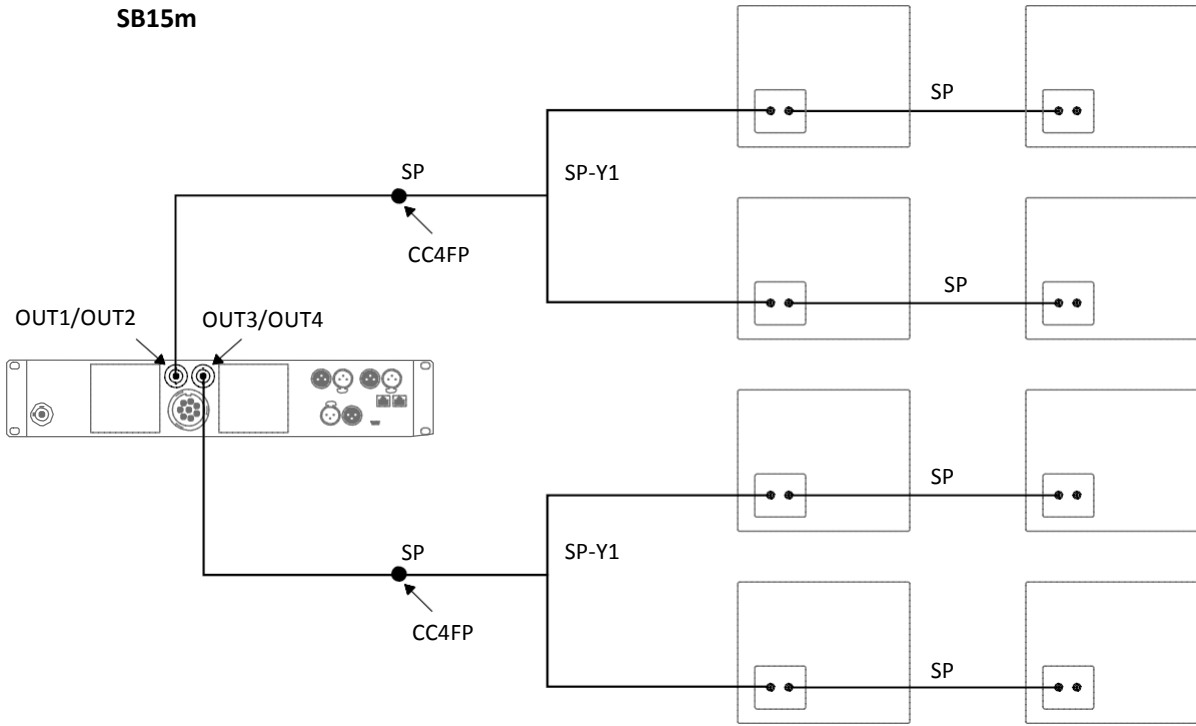 SB15m
SP
SP
SP-Y1
CC4FP
SP
OUT1/OUT2
OUT3/OUT4
SP
SP
SP-Y1
CC4FP
SP